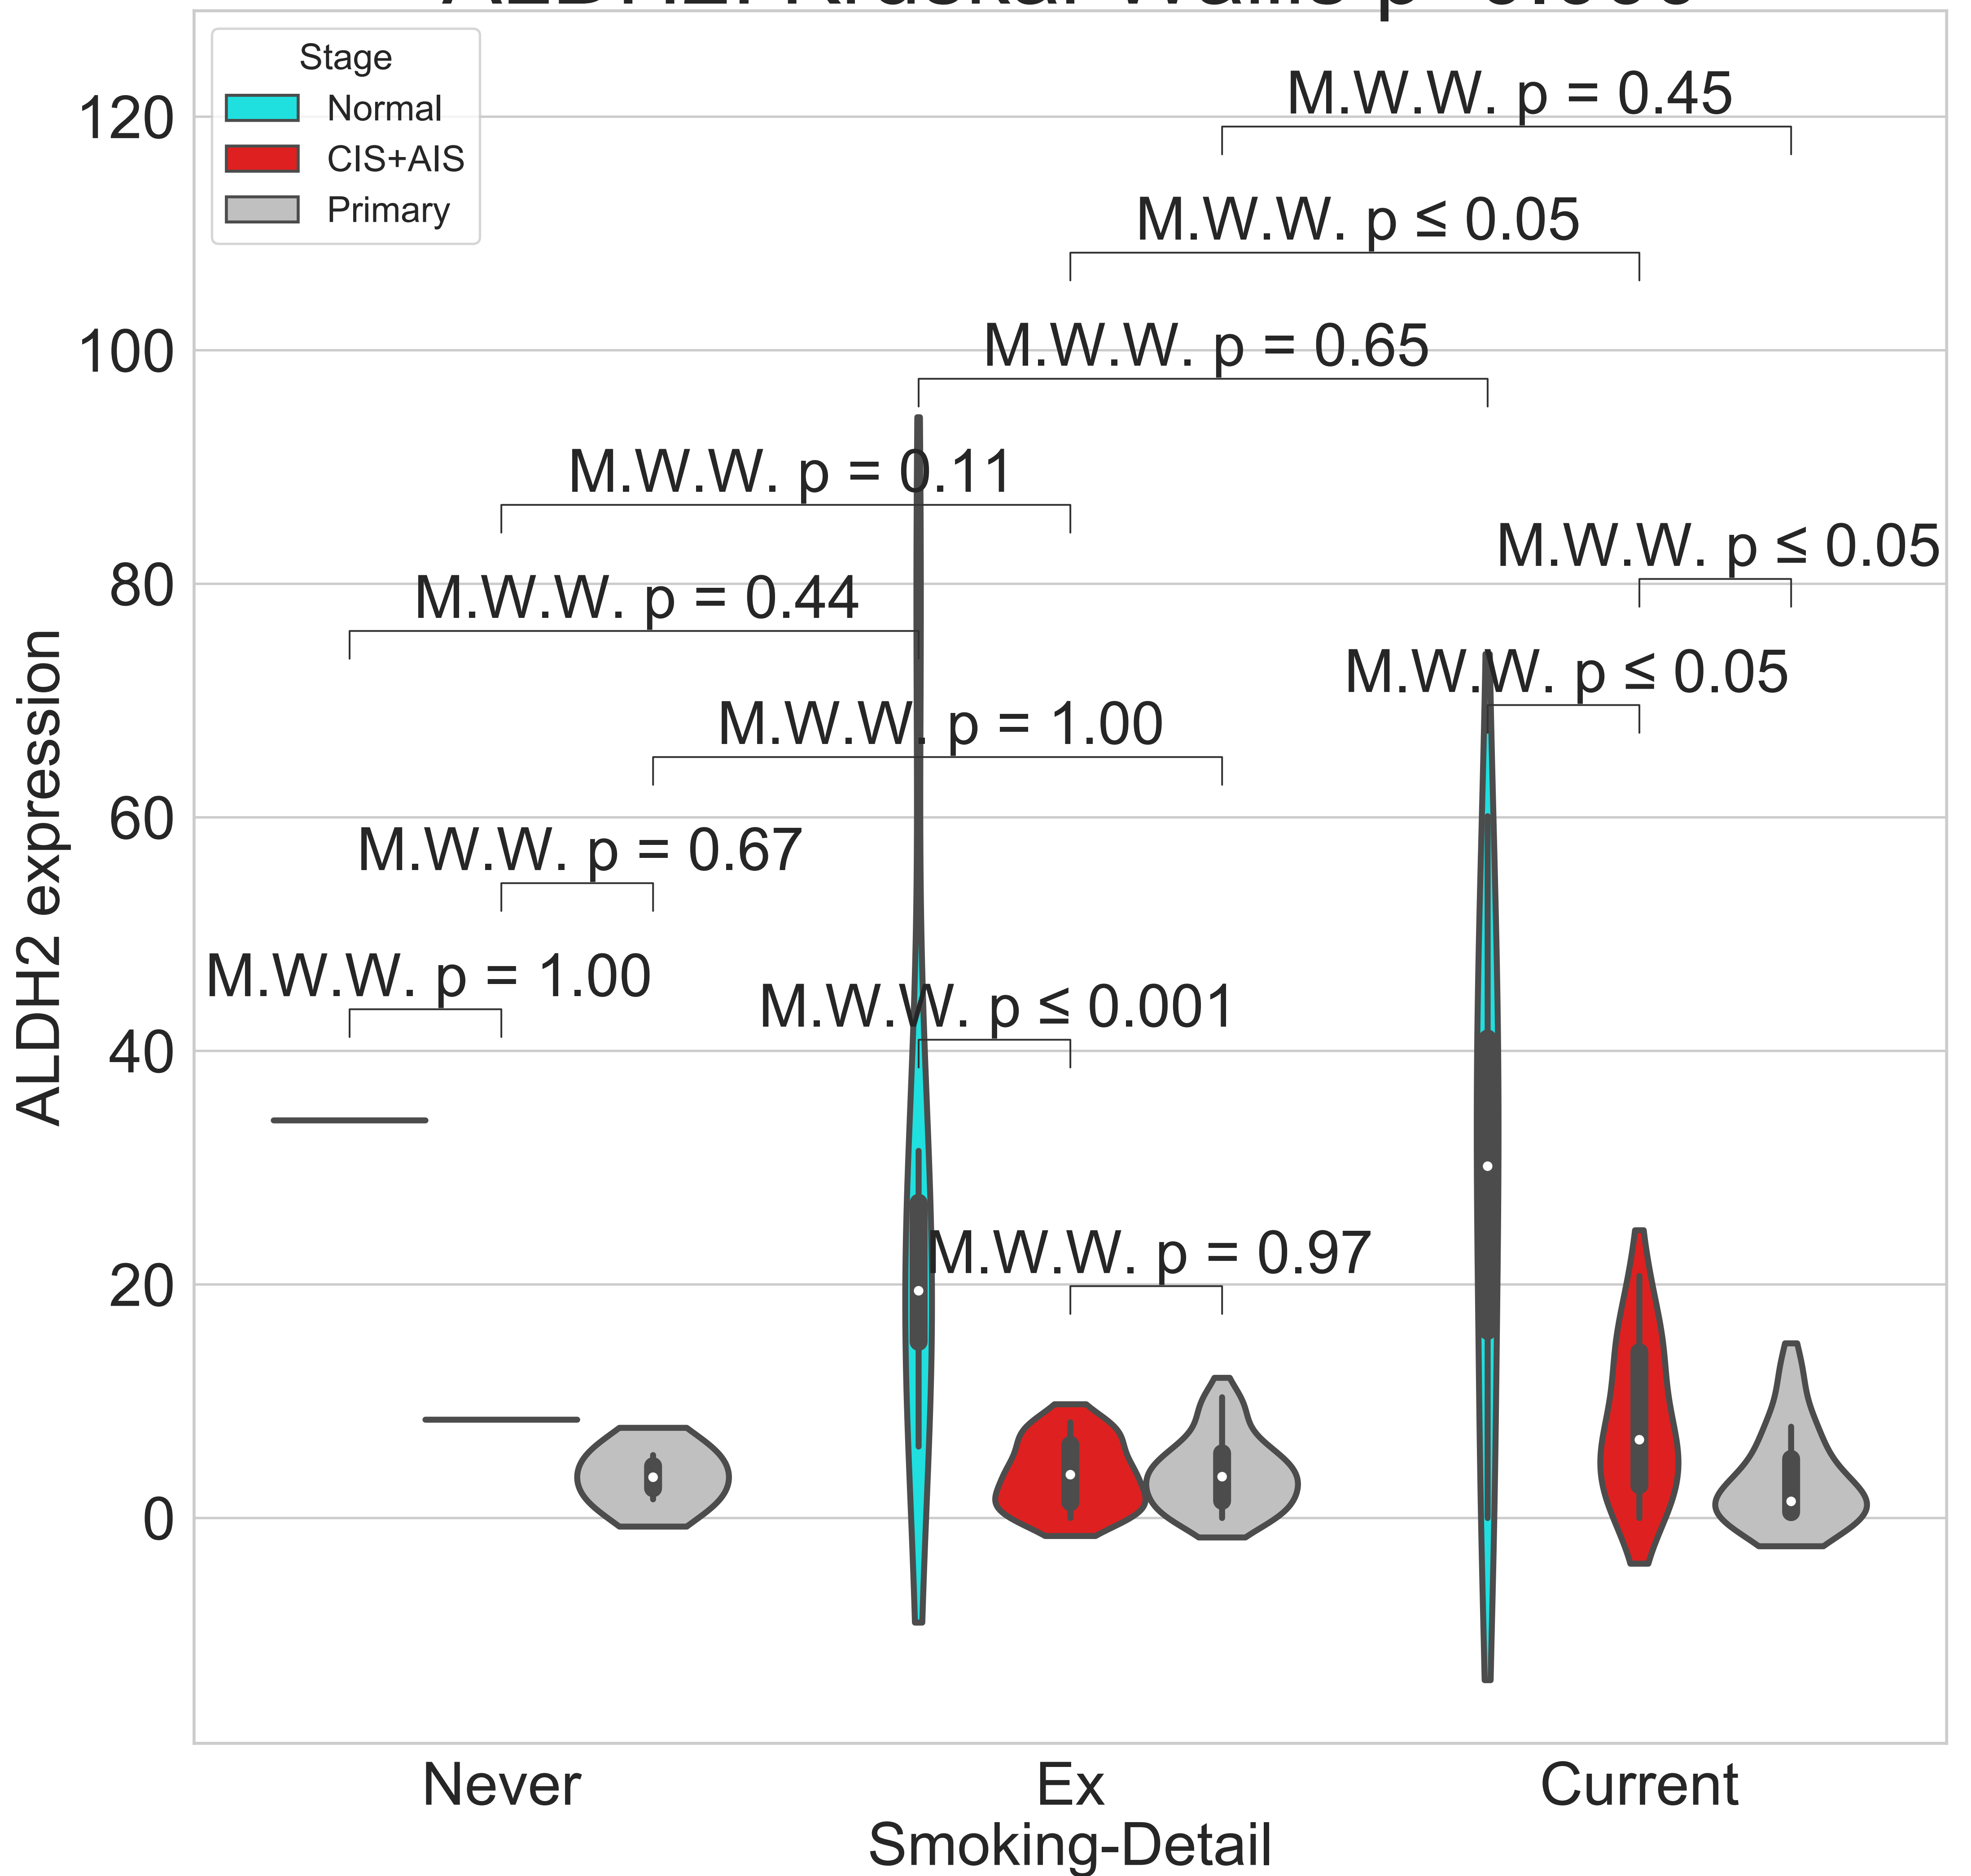 Stage
Normal
CIS+AIS
Primary
M.W.W. p = 0.45
M.W.W. p ≤ 0.05
M.W.W. p = 0.65
M.W.W. p = 0.11
M.W.W. p ≤ 0.05
M.W.W. p = 0.44
M.W.W. p ≤ 0.05
M.W.W. p = 1.00
M.W.W. p = 0.67
M.W.W. p = 1.00
M.W.W. p ≤ 0.001
M.W.W. p = 0.97
120
100
80
60
40
20
0
ALDH2 expression
Never
Ex
Current
Smoking-Detail